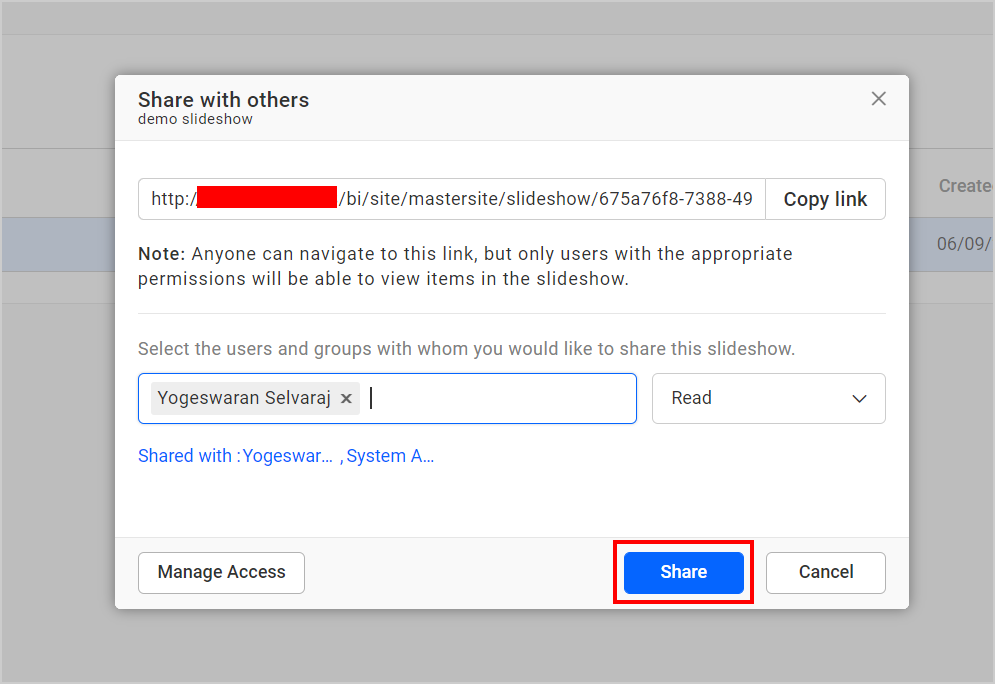 Share with others
demo slideshow
http:/ /bi/site/mastersite/slideshow/675a76f8-7388-49 Copy link
Note: Anyone can navigate to this link, but only users with the appropriate
permissions will be able to view items in the slideshow.
Select the users and groups with whom you would like to share this slideshow.
Yogeswaran Selvaraj × Read
Shared with :Yogeswar... ,System A...
Manage Access Share Cancel
Create
06/09/